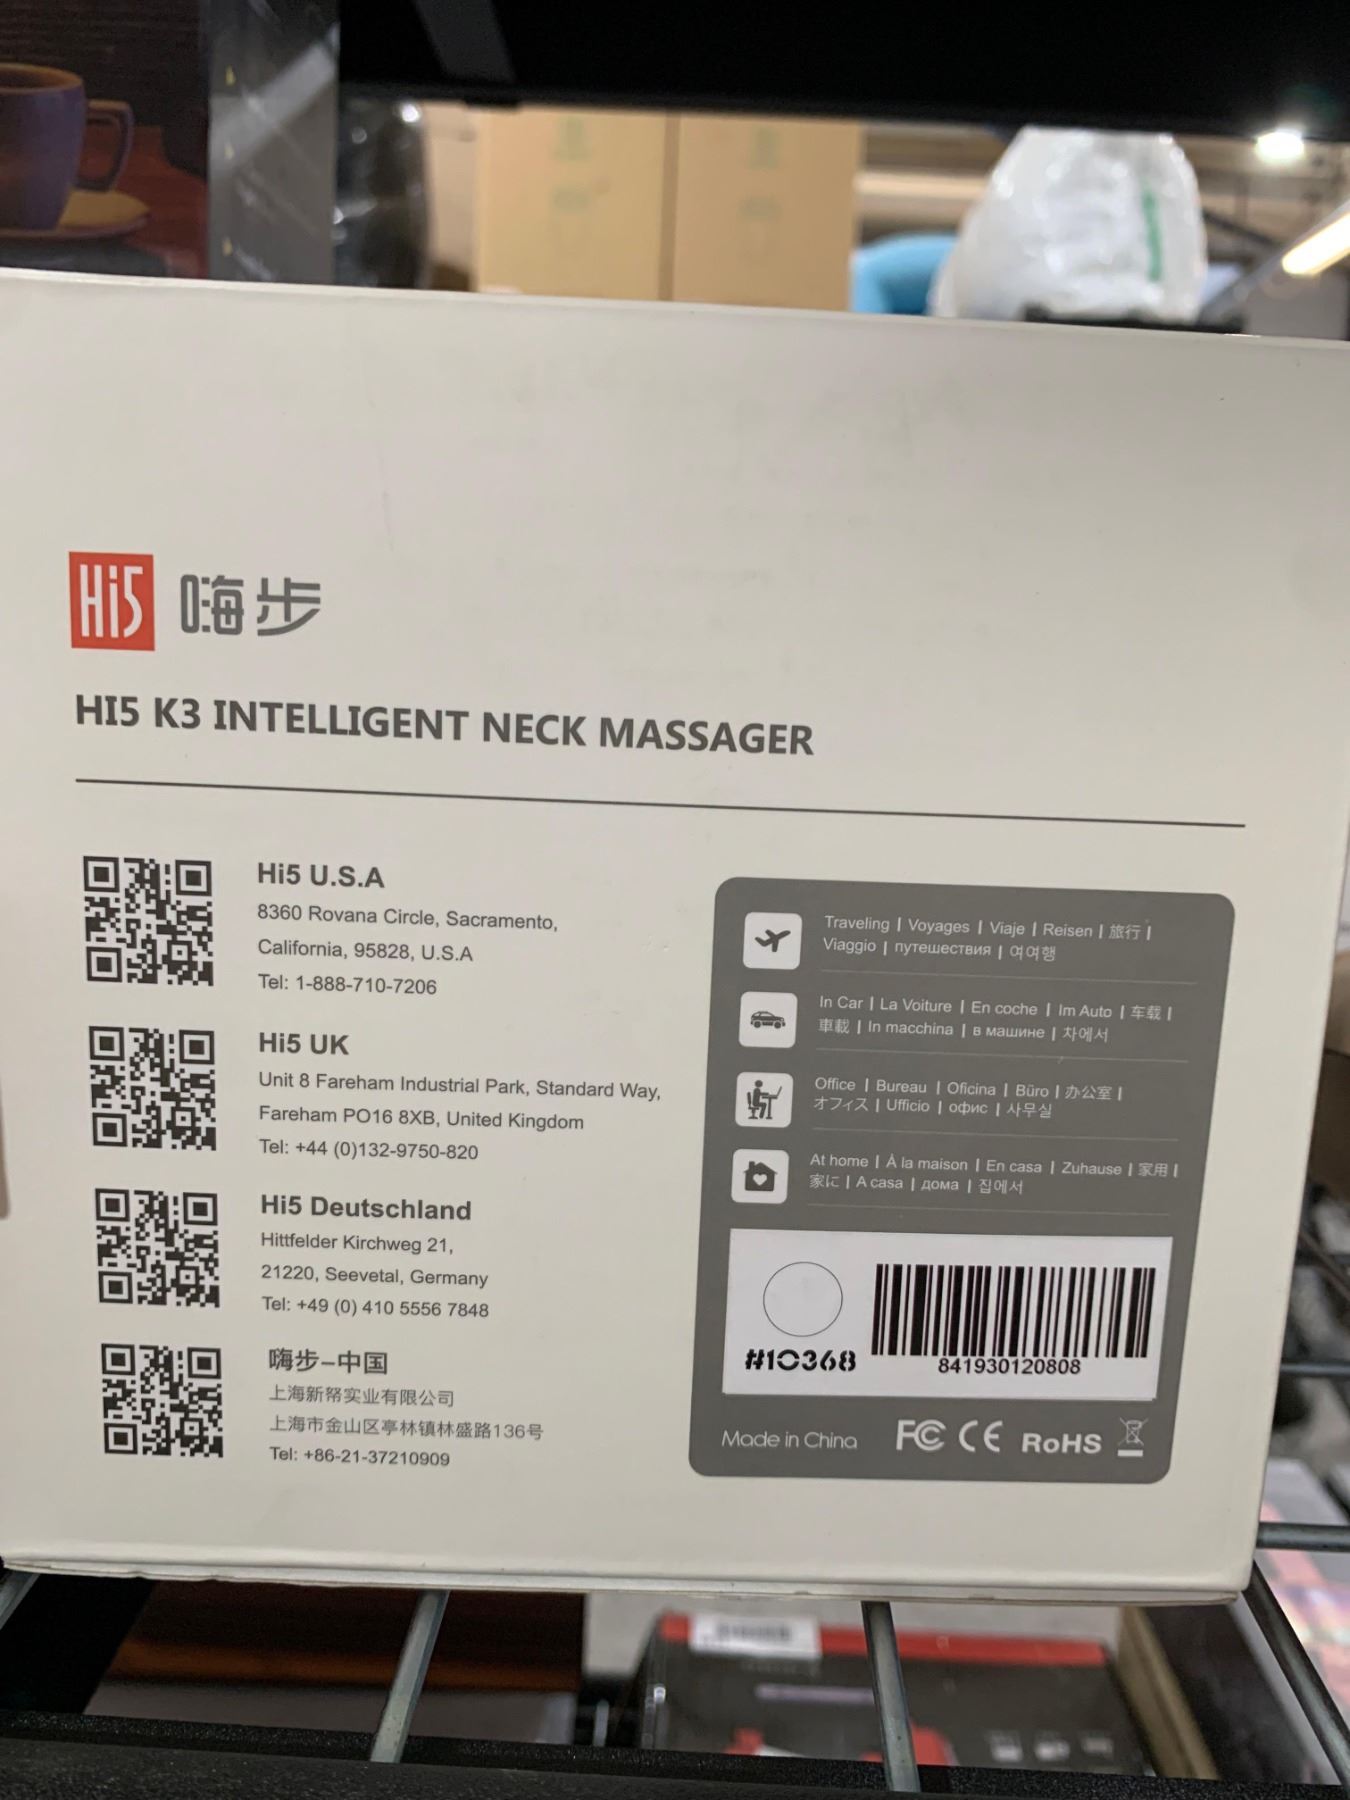 Hi5 嗨步
HI5 K3 INTELLIGENT NECK MASSAGER
Hi5 U.S.A
8360 Rovana Circle, Sacramento,
California, 95828, U.S.A
Tel: 1-888-710-7206
Hi5 UK
Unit 8 Fareham Industrial Park, Standard Way,
Fareham PO16 8XB, United Kingdom
Tel: +44 (0)132-9750-820
Hi5 Deutschland
Hittfelder Kirchweg 21,
21220, Seevetal, Germany
Tel: +49 (0) 410 5556 7848
嗨步-中国
上海新帑实业有限公司
上海市金山区亭林镇林盛路136号
Tel: +86-21-37210909
Traveling | Voyages | Viaje | Reisen | 旅行 |
Viaggio | путешествия | 여여행
In Car | La Voiture | En coche | Im Auto | 车载 |
車載 | In macchina | в машине | 차에서
Office | Bureau | Oficina | Büro | 办公室 |
オフィス | Ufficio | офис | 사무실
At home | À la maison | En casa | Zuhause | 家用 |
家に | A casa | дома | 집에서
#10368
841930120808
Made in China FC CE RoHS